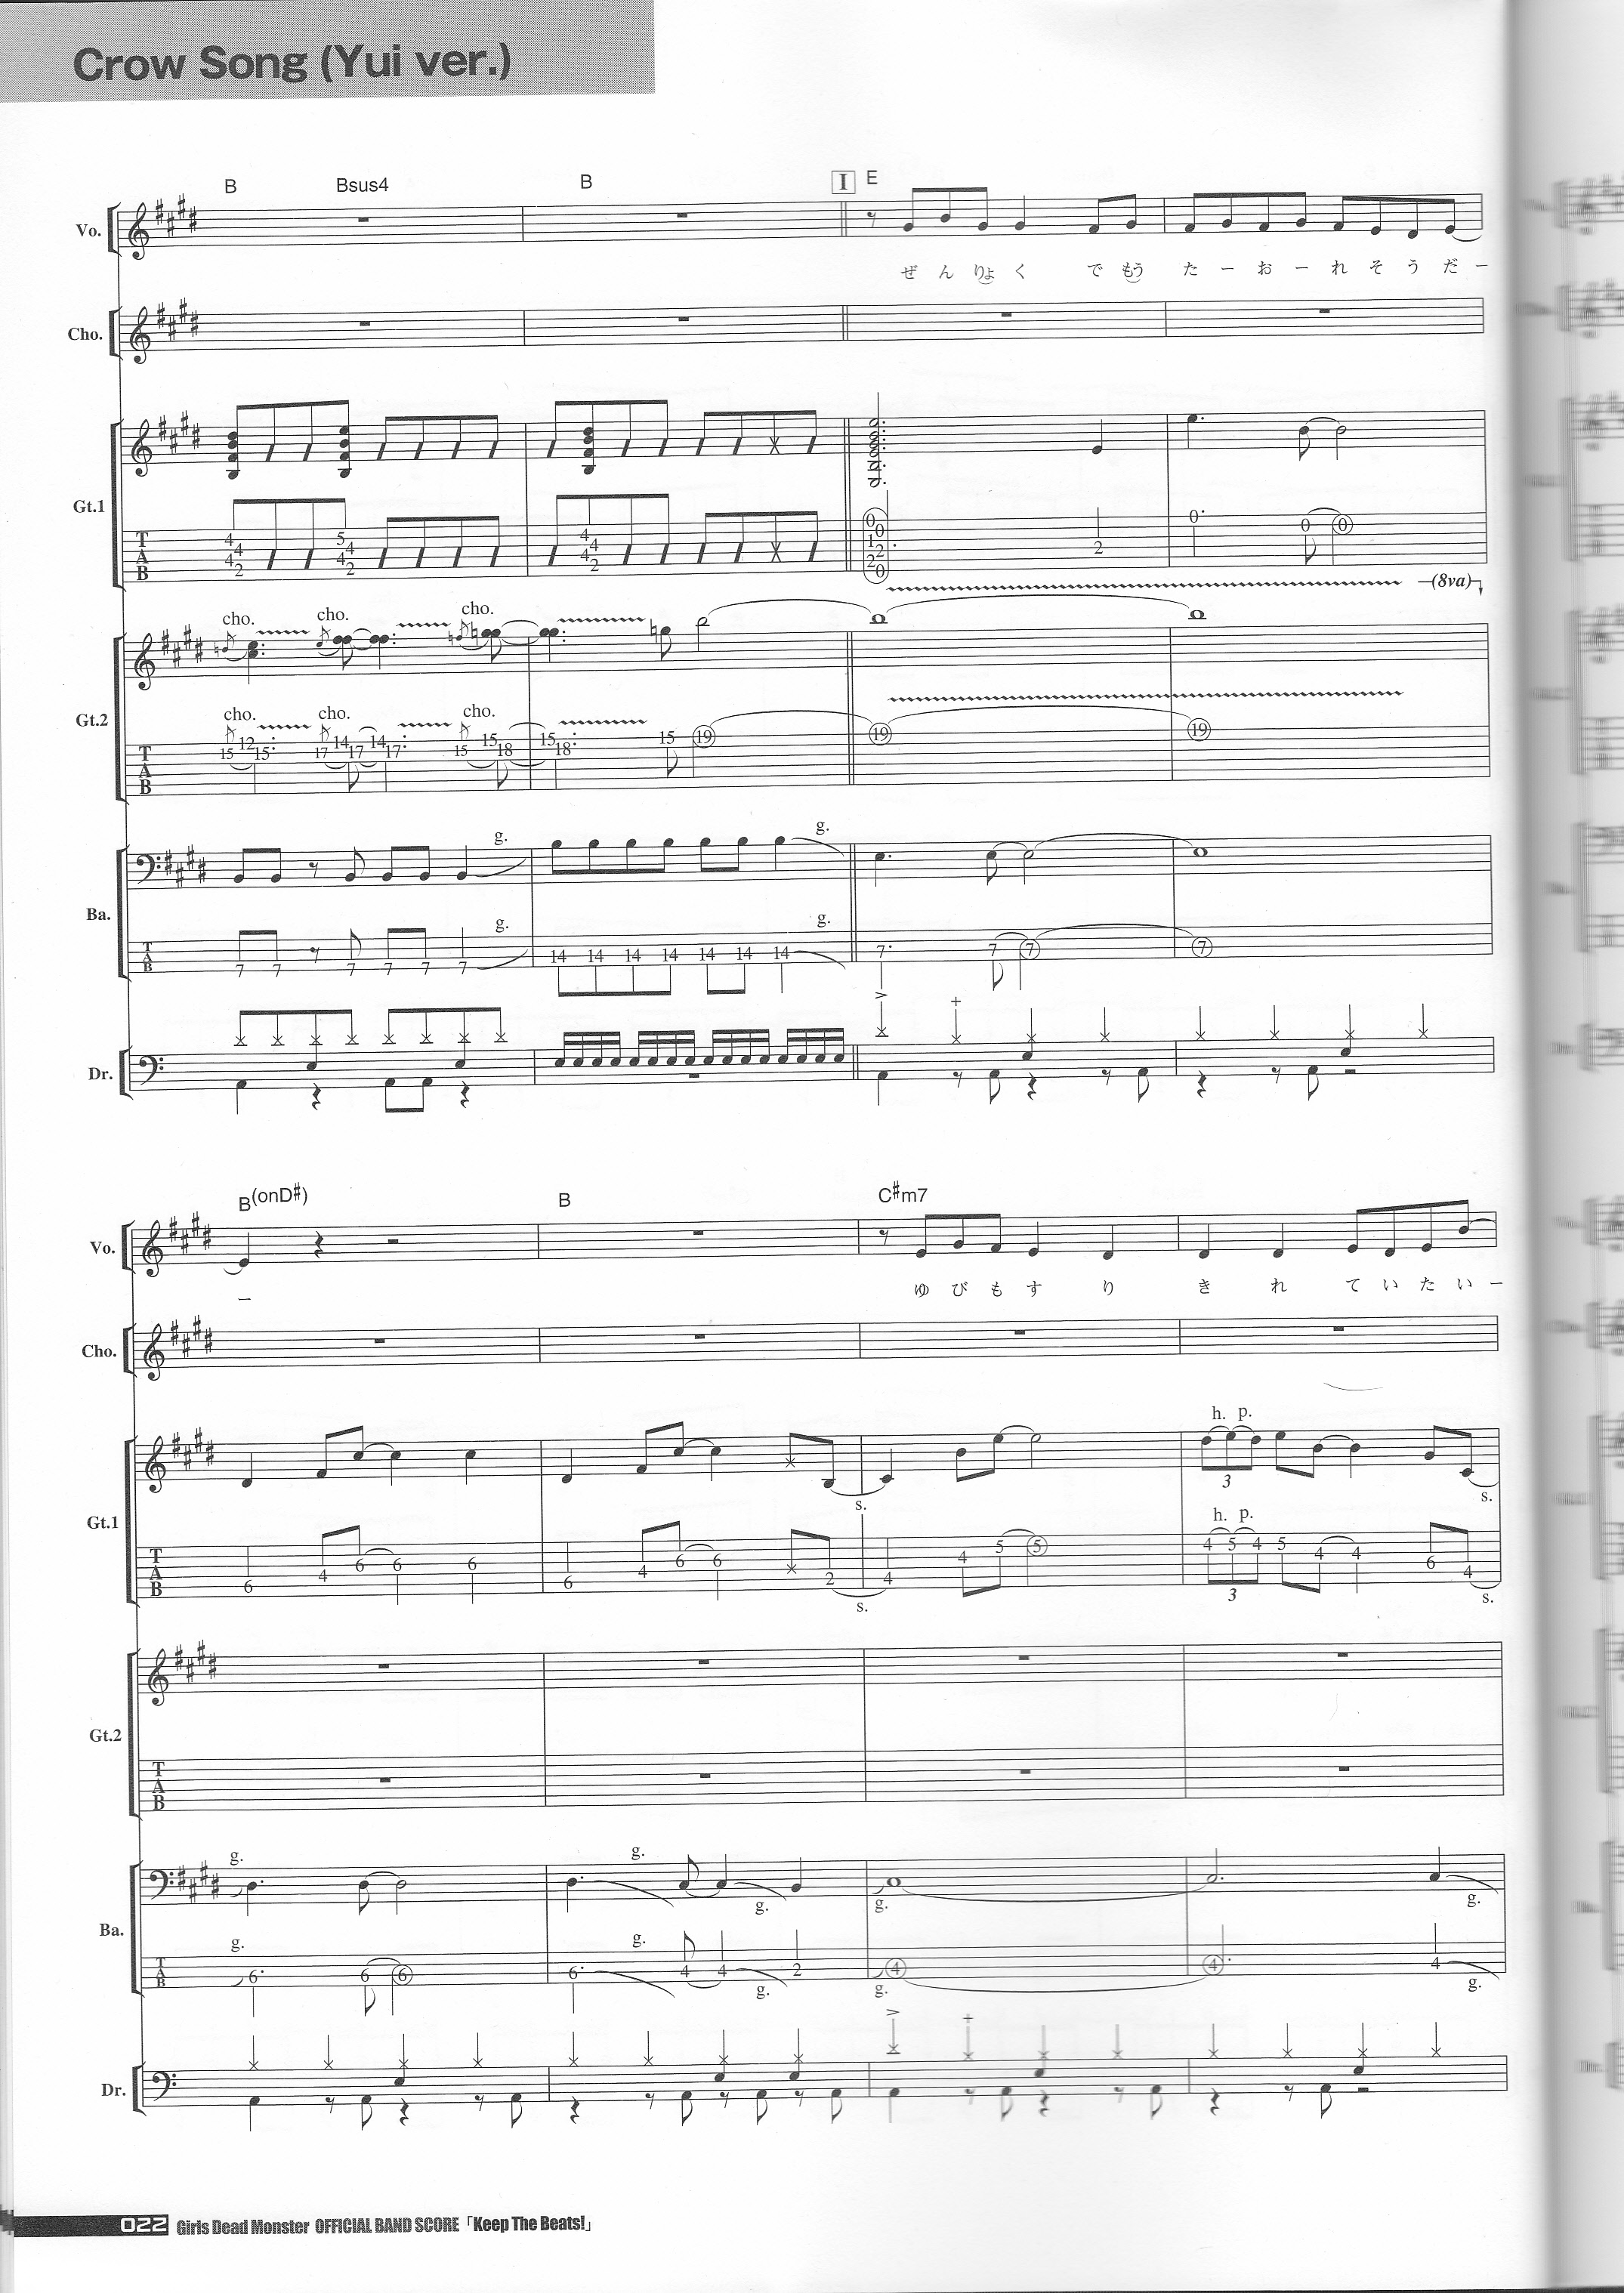 Crow Song (Yui ver.)
B Bsus4 B I E
Vo.
ぜ ん りょ く で もう た ー お ー れ そ う だ ー
Cho.
Gt.1
T A B
4 4 4 2 5 4 4 2 4 4 4 2 0 0 1 2 2 0 2 0 0 0
(8va)
cho. cho. cho.
Gt.2
cho. cho. cho.
T A B
15 12 15 17 14 17 14 17 15 15 18 15 18 15 19 19 19
g. g.
Ba.
g. g.
T A B
7 7 7 7 7 7 14 14 14 14 14 14 14 7 7 7 7
Dr.
B(onD#) B C#m7
Vo.
ー ゆ び も す り き れ て い た い ー
Cho.
h. p.
3
s. s.
Gt.1
h. p.
T A B
6 4 6 6 6 6 4 6 6 2 4 4 5 5 4 5 4 5 4 4 6 4
3
s. s.
Gt.2
T A B
g. g. g. g. g.
Ba.
g. g. g. g. g.
T A B
6 6 6 6 4 4 2 4 4 4
Dr.
022 Girls Dead Monster OFFICIAL BAND SCORE「Keep The Beats!」